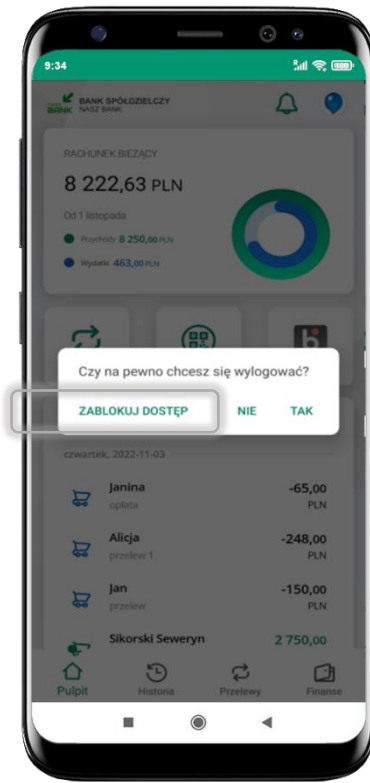 9:34
BANK SPÓŁDZIELCZY
BANK NASZ BANK
RACHUNEK BIEŻĄCY
8 222,63 PLN
Od 1 listopada
Przychody 8 250,00 PLN
Wydatki 463,00 PLN
Czy na pewno chcesz się wylogować?
ZABLOKUJ DOSTĘP NIE TAK
czwartek, 2022-11-03
Janina -65,00
opłata PLN
Alicja -248,00
przelew 1 PLN
Jan -150,00
przelew PLN
Sikorski Seweryn 2 750,00
Pulpit Historia Przelewy Finanse